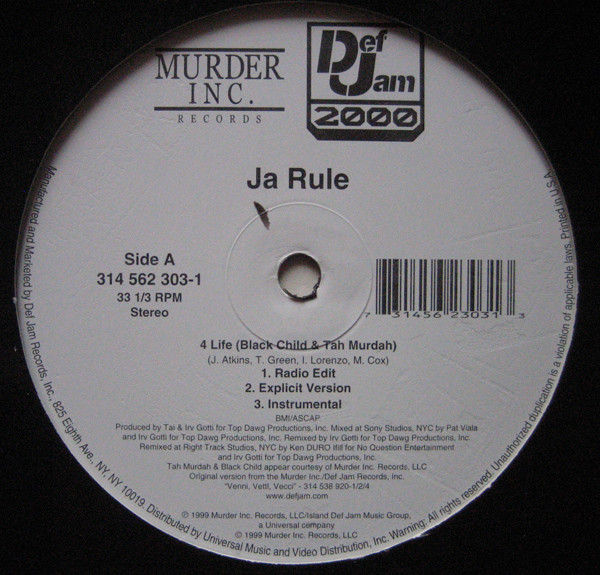 MURDER
INC.
RECORDS
Def
Jam
2000
Ja Rule
Side A
314 562 303-1
33 1/3 RPM
Stereo
7 31456 23031 3
4 Life (Black Child & Tah Murdah)
(J. Atkins, T. Green, I. Lorenzo, M. Cox)
1. Radio Edit
2. Explicit Version
3. Instrumental
BMI/ASCAP
Produced by Tai & Irv Gotti for Top Dawg Productions, Inc. Mixed at Sony Studios, NYC by Pat Viala
and Irv Gotti for Top Dawg Productions, Inc. Remixed by Irv Gotti for Top Dawg Productions, Inc.
Remixed at Right Track Studios, NYC by Ken DURO Ifill for No Question Entertainment
and Irv Gotti for Top Dawg Productions, Inc.
Tah Murdah & Black Child appear courtesy of Murder Inc. Records, LLC
Original version from the Murder Inc./Def Jam Records, Inc.
"Venni, Vetti, Vecci" - 314 538 920-1/2/4
www.defjam.com
℗ 1999 Murder Inc. Records, LLC/Island Def Jam Music Group,
a Universal company
© 1999 Murder Inc. Records, LLC.
Manufactured and Marketed by Def Jam Records, Inc., 825 Eighth Ave., NY, NY 10019. Distributed by Universal Music and Video Distribution, Inc. Warning: All rights reserved. Unauthorized duplication is a violation of applicable laws. Printed in U.S.A.